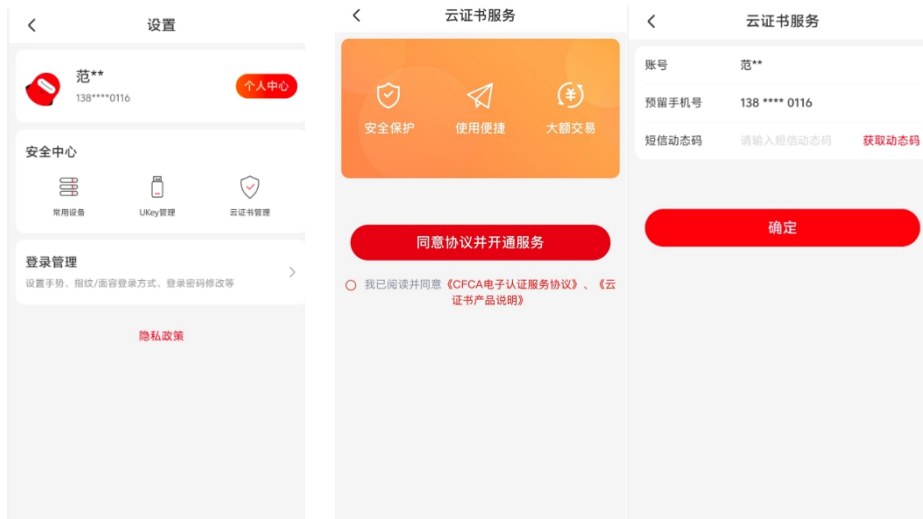 设置
范**
138****0116
个人中心
安全中心
常用设备
UKey管理
云证书管理
登录管理
设置手势、指纹/面容登录方式、登录密码修改等
隐私政策
云证书服务
安全保护
使用便捷
大额交易
同意协议并开通服务
我已阅读并同意《CFCA电子认证服务协议》、《云
证书产品说明》
云证书服务
账号 范**
预留手机号 138 **** 0116
短信动态码 请输入短信动态码 获取动态码
确定